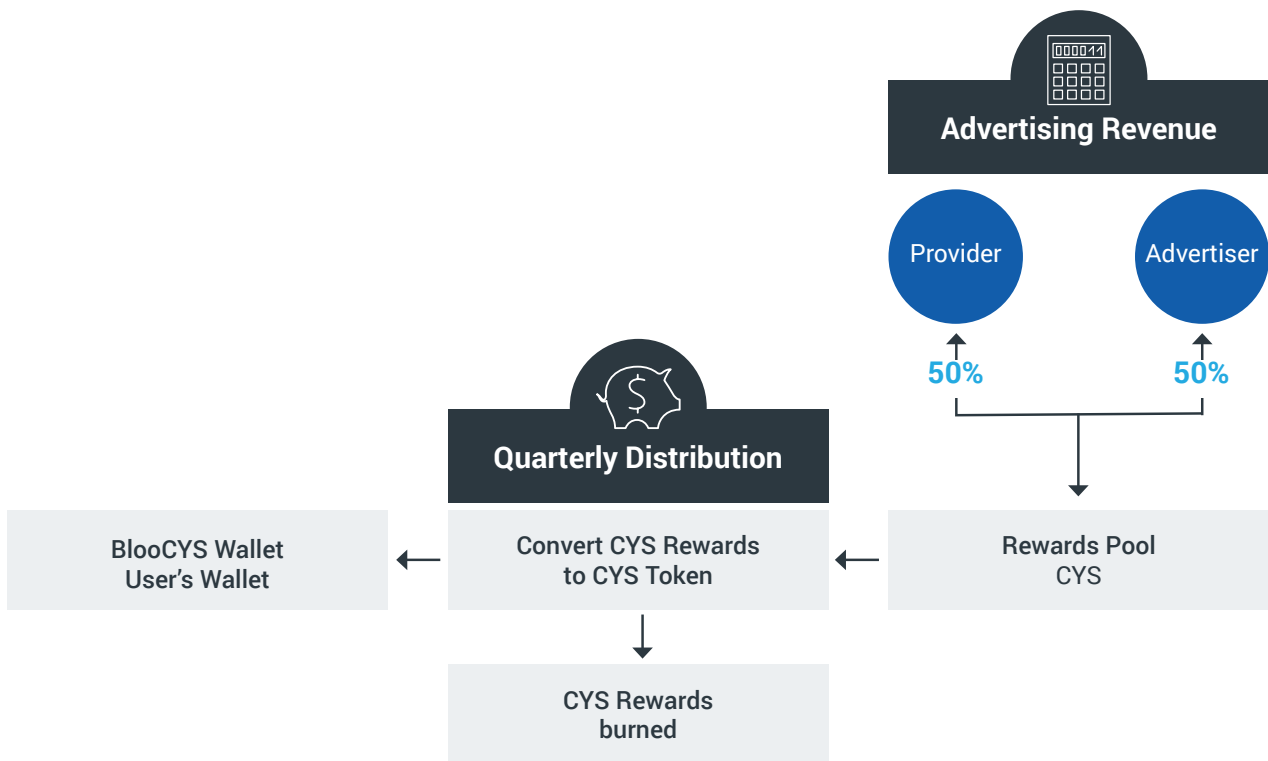 000011
Advertising Revenue
Provider
Advertiser
50%
50%
Quarterly Distribution
BlooCYS Wallet
User's Wallet
Convert CYS Rewards
to CYS Token
Rewards Pool
CYS
CYS Rewards
burned